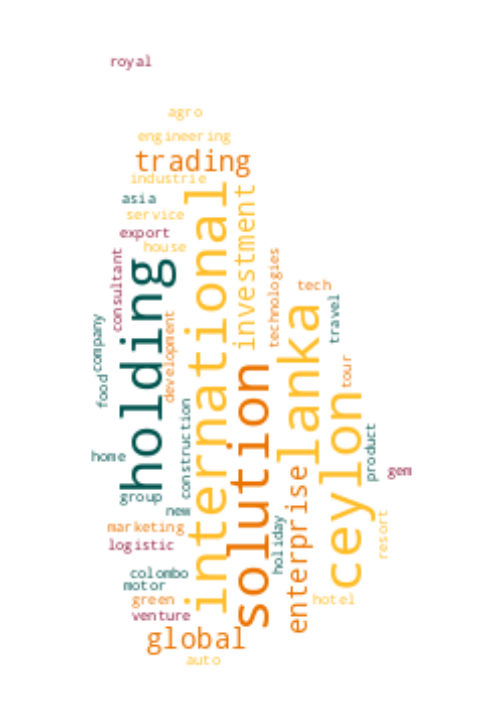 royal
agro
engineering
trading
industrie
asia
service
export
house
international
investment
holding
consultant
technologies
tech
travel
lanka
development
company
food
tour
solution
ceylon
construction
product
home
gem
enterprise
group
new
holiday
resort
marketing
logistic
colombo
motor
green
hotel
venture
global
auto